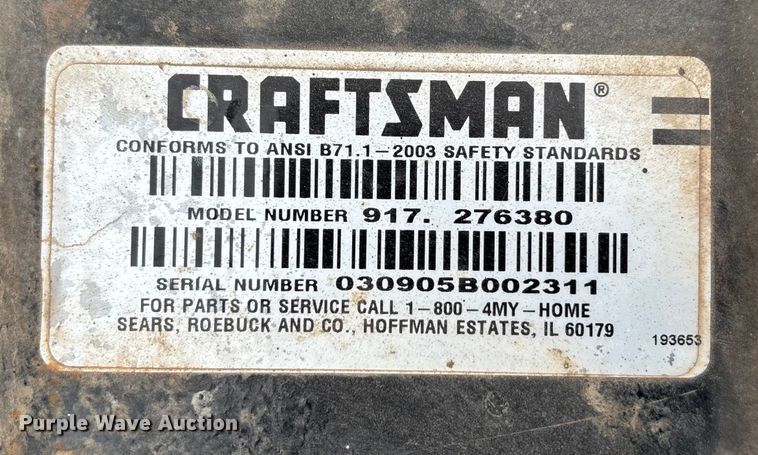 CRAFTSMAN®
CONFORMS TO ANSI B71.1-2003 SAFETY STANDARDS
MODEL NUMBER 917. 276380
SERIAL NUMBER 030905B002311
FOR PARTS OR SERVICE CALL 1-800-4MY-HOME
SEARS, ROEBUCK AND CO., HOFFMAN ESTATES, IL 60179
193653
Purple Wave Auction